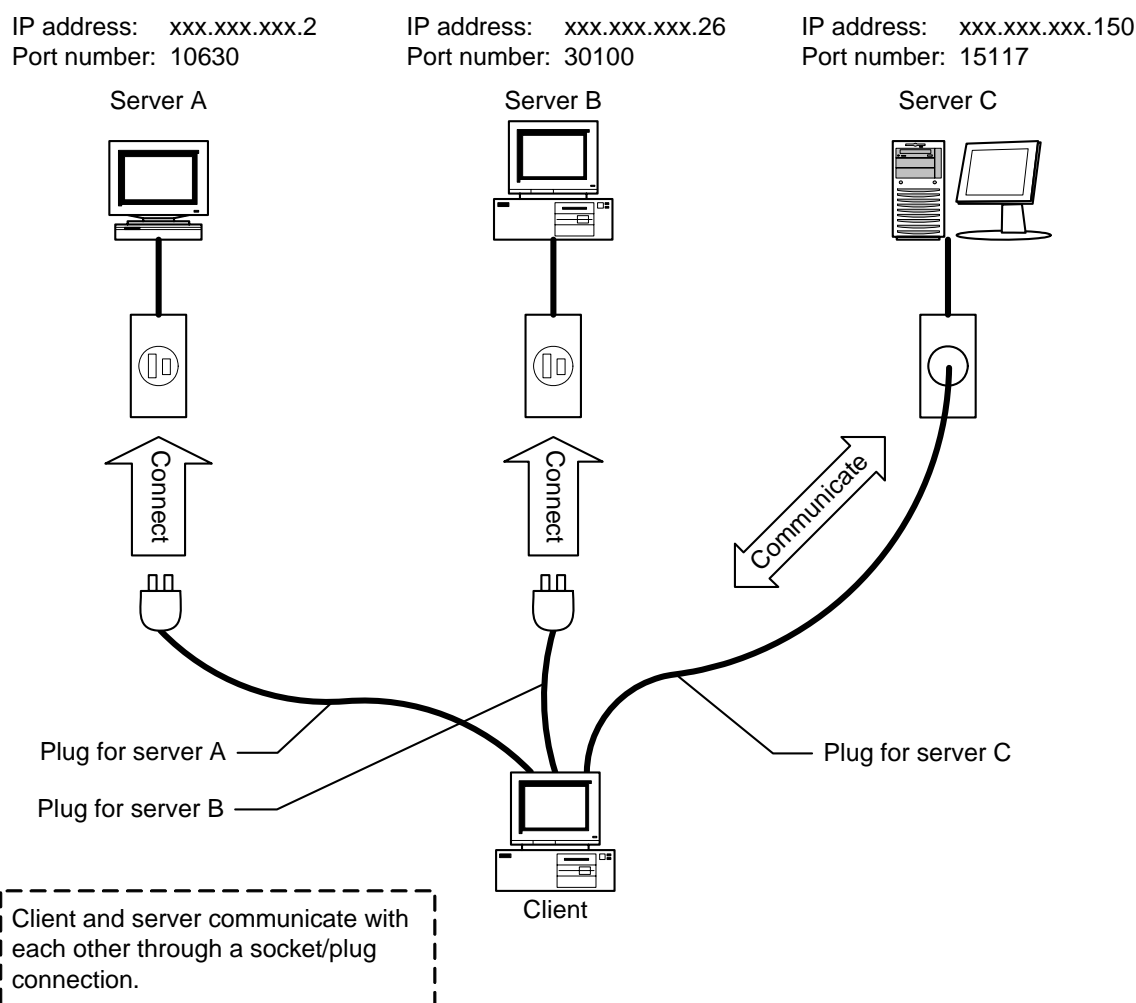 IP address: xxx.xxx.xxx.2
Port number: 10630
IP address: xxx.xxx.xxx.26
Port number: 30100
IP address: xxx.xxx.xxx.150
Port number: 15117
Server A
Server B
Server C
Connect
Connect
Communicate
Plug for server A
Plug for server B
Plug for server C
Client
Client and server communicate with
each other through a socket/plug
connection.